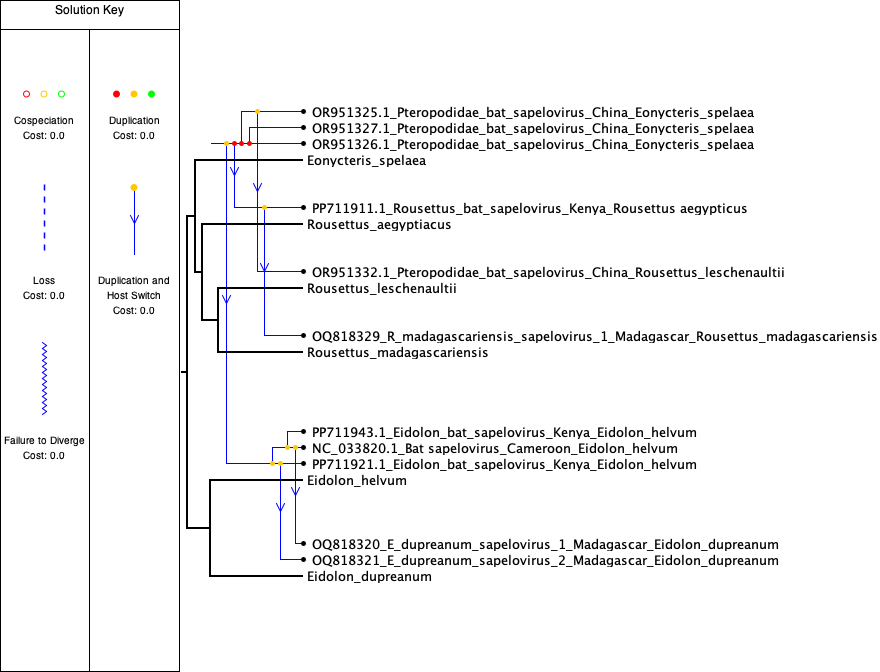 Solution Key
Cospeciation
Cost: 0.0
Duplication
Cost: 0.0
Loss
Cost: 0.0
Duplication and
Host Switch
Cost: 0.0
Failure to Diverge
Cost: 0.0
OR951325.1_Pteropodidae_bat_sapelovirus_China_Eonycteris_spelaea
OR951327.1_Pteropodidae_bat_sapelovirus_China_Eonycteris_spelaea
OR951326.1_Pteropodidae_bat_sapelovirus_China_Eonycteris_spelaea
Eonycteris_spelaea
PP711911.1_Rousettus_bat_sapelovirus_Kenya_Rousettus aegypticus
Rousettus_aegyptiacus
OR951332.1_Pteropodidae_bat_sapelovirus_China_Rousettus_leschenaultii
Rousettus_leschenaultii
OQ818329_R_madagascariensis_sapelovirus_1_Madagascar_Rousettus_madagascariensis
Rousettus_madagascariensis
PP711943.1_Eidolon_bat_sapelovirus_Kenya_Eidolon_helvum
NC_033820.1_Bat sapelovirus_Cameroon_Eidolon_helvum
PP711921.1_Eidolon_bat_sapelovirus_Kenya_Eidolon_helvum
Eidolon_helvum
OQ818320_E_dupreanum_sapelovirus_1_Madagascar_Eidolon_dupreanum
OQ818321_E_dupreanum_sapelovirus_2_Madagascar_Eidolon_dupreanum
Eidolon_dupreanum